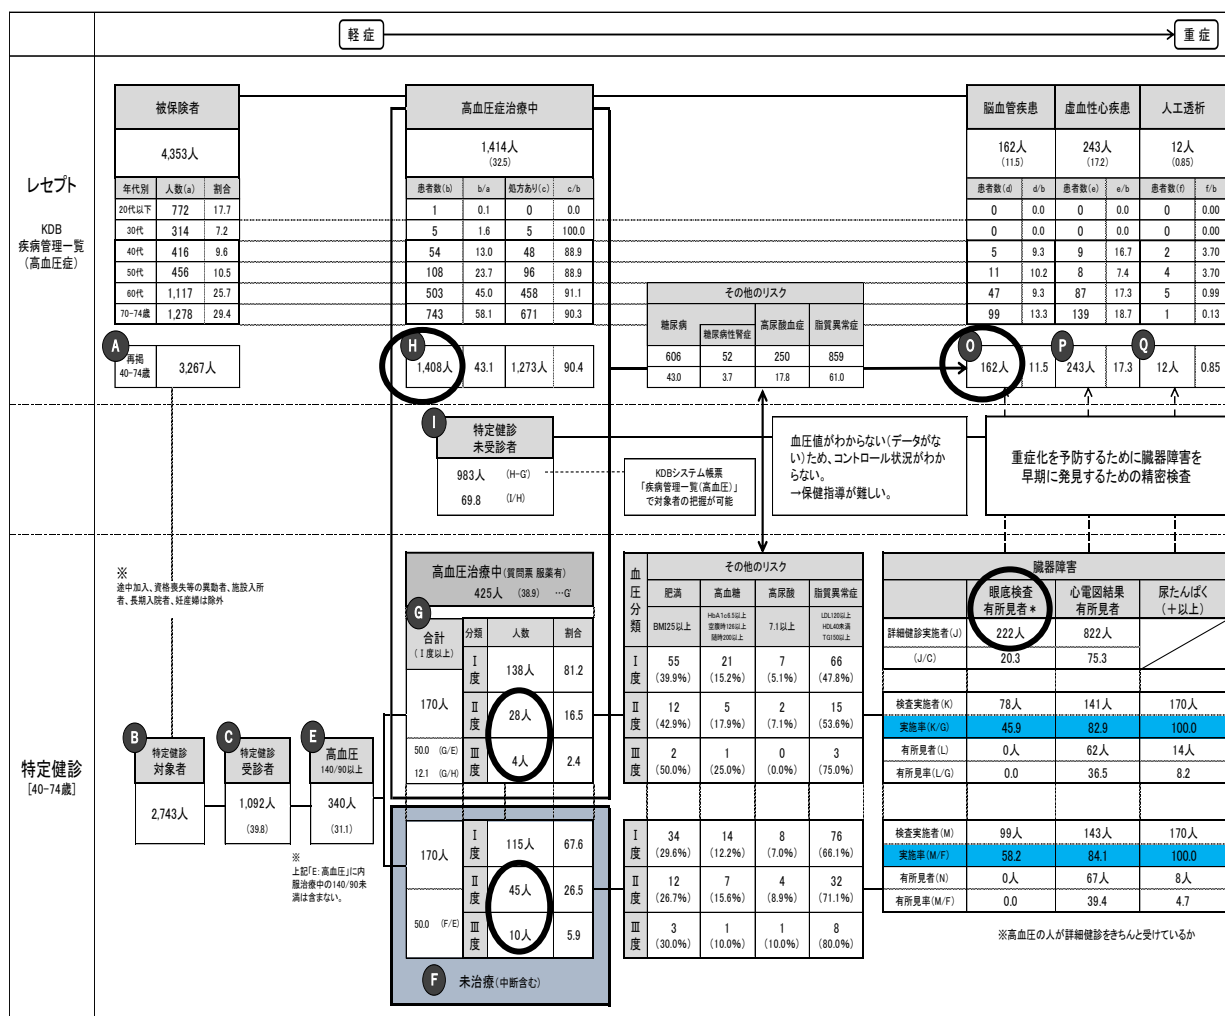 軽 症
重 症
レセプト
KDB
疾病管理一覧
（高血圧症）
被保険者
4,353人
年代別 人数(a) 割合
20代以下 772 17.7
30代 314 7.2
40代 416 9.6
50代 456 10.5
60代 1,117 25.7
70-74歳 1,278 29.4
A
再掲
40-74歳
3,267人
高血圧症治療中
1,414人
(32.5)
患者数(b) b/a 処方あり(c) c/b
1 0.1 0 0.0
5 1.6 5 100.0
54 13.0 48 88.9
108 23.7 96 88.9
503 45.0 458 91.1
743 58.1 671 90.3
H
1,408人 43.1 1,273人 90.4
その他のリスク
糖尿病 糖尿病性腎症 高尿酸血症 脂質異常症
606 52 250 859
43.0 3.7 17.8 61.0
脳血管疾患 虚血性心疾患 人工透析
162人 243人 12人
(11.5) (17.2) (0.85)
患者数(d) d/b 患者数(e) e/b 患者数(f) f/b
0 0.0 0 0.0 0 0.00
0 0.0 0 0.0 0 0.00
5 9.3 9 16.7 2 3.70
11 10.2 8 7.4 4 3.70
47 9.3 87 17.3 5 0.99
99 13.3 139 18.7 1 0.13
O P Q
162人 11.5 243人 17.3 12人 0.85
I
特定健診
未受診者
983人 (H-G')
69.8 (I/H)
KDBシステム帳票
「疾病管理一覧(高血圧)」
で対象者の把握が可能
血圧値がわからない（データがな
い）ため、コントロール状況がわか
らない。
→保健指導が難しい。
重症化を予防するために臓器障害を
早期に発見するための精密検査
特定健診
[40-74歳]
※
途中加入、資格喪失等の異動者、施設入所
者、長期入院者、妊産婦は除外
B
特定健診
対象者
2,743人
C
特定健診
受診者
1,092人
(39.8)
E
高血圧
140/90以上
340人
(31.1)
※
上記「E：高血圧」に内
服治療中の140/90未
満は含まない。
高血圧治療中(質問票 服薬有)
425人 (38.9) …G'
G
合計
(Ⅰ度以上)
分類 人数 割合
170人
50.0 (G/E)
12.1 (G/H)
Ⅰ度 138人 81.2
Ⅱ度 28人 16.5
Ⅲ度 4人 2.4
170人
50.0 (F/E)
Ⅰ度 115人 67.6
Ⅱ度 45人 26.5
Ⅲ度 10人 5.9
F 未治療(中断含む)
血圧分類
その他のリスク
肥満 高血糖 高尿酸 脂質異常症
BMI25以上
HbA1c6.5以上
空腹時126以上
随時200以上
7.1以上
LDL120以上
HDL40未満
TG150以上
Ⅰ度 55 21 7 66
(39.9%) (15.2%) (5.1%) (47.8%)
Ⅱ度 12 5 2 15
(42.9%) (17.9%) (7.1%) (53.6%)
Ⅲ度 2 1 0 3
(50.0%) (25.0%) (0.0%) (75.0%)
Ⅰ度 34 14 8 76
(29.6%) (12.2%) (7.0%) (66.1%)
Ⅱ度 12 7 4 32
(26.7%) (15.6%) (8.9%) (71.1%)
Ⅲ度 3 1 1 8
(30.0%) (10.0%) (10.0%) (80.0%)
臓器障害
眼底検査
有所見者＊
心電図結果
有所見者
尿たんぱく
（＋以上）
詳細健診実施者(J) 222人 822人
(J/C) 20.3 75.3
検査実施者(K) 78人 141人 170人
実施率(K/G) 45.9 82.9 100.0
有所見者(L) 0人 62人 14人
有所見率(L/G) 0.0 36.5 8.2
検査実施者(M) 99人 143人 170人
実施率(M/F) 58.2 84.1 100.0
有所見者(N) 0人 67人 8人
有所見率(M/F) 0.0 39.4 4.7
※高血圧の人が詳細健診をきちんと受けているか